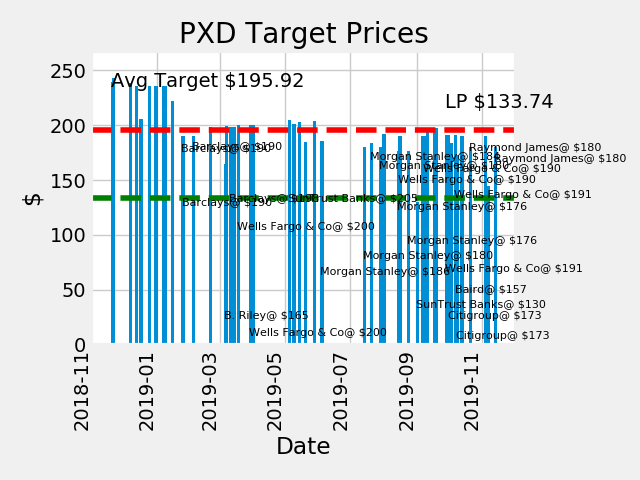 PXD Target Prices
250
Avg Target $195.92
LP $133.74
200
Barclays@ $190
Barclays@ $190
Raymond James@ $180
Morgan Stanley@ $184
Raymond James@ $180
Morgan Stanley@ $180
Wells Fargo & Co@ $190
150
Wells Fargo & Co@ $190
Wells Fargo & Co@ $191
Barclays@ $190
SunTrust Banks@ $205
Barclays@ $190
Morgan Stanley@ $176
$
Wells Fargo & Co@ $200
100
Morgan Stanley@ $176
Morgan Stanley@ $180
Morgan Stanley@ $186
Wells Fargo & Co@ $191
50
Baird@ $157
SunTrust Banks@ $130
B. Riley@ $165
Citigroup@ $173
Wells Fargo & Co@ $200
Citigroup@ $173
0
2018-11
2019-01
2019-03
2019-05
2019-07
2019-09
2019-11
Date